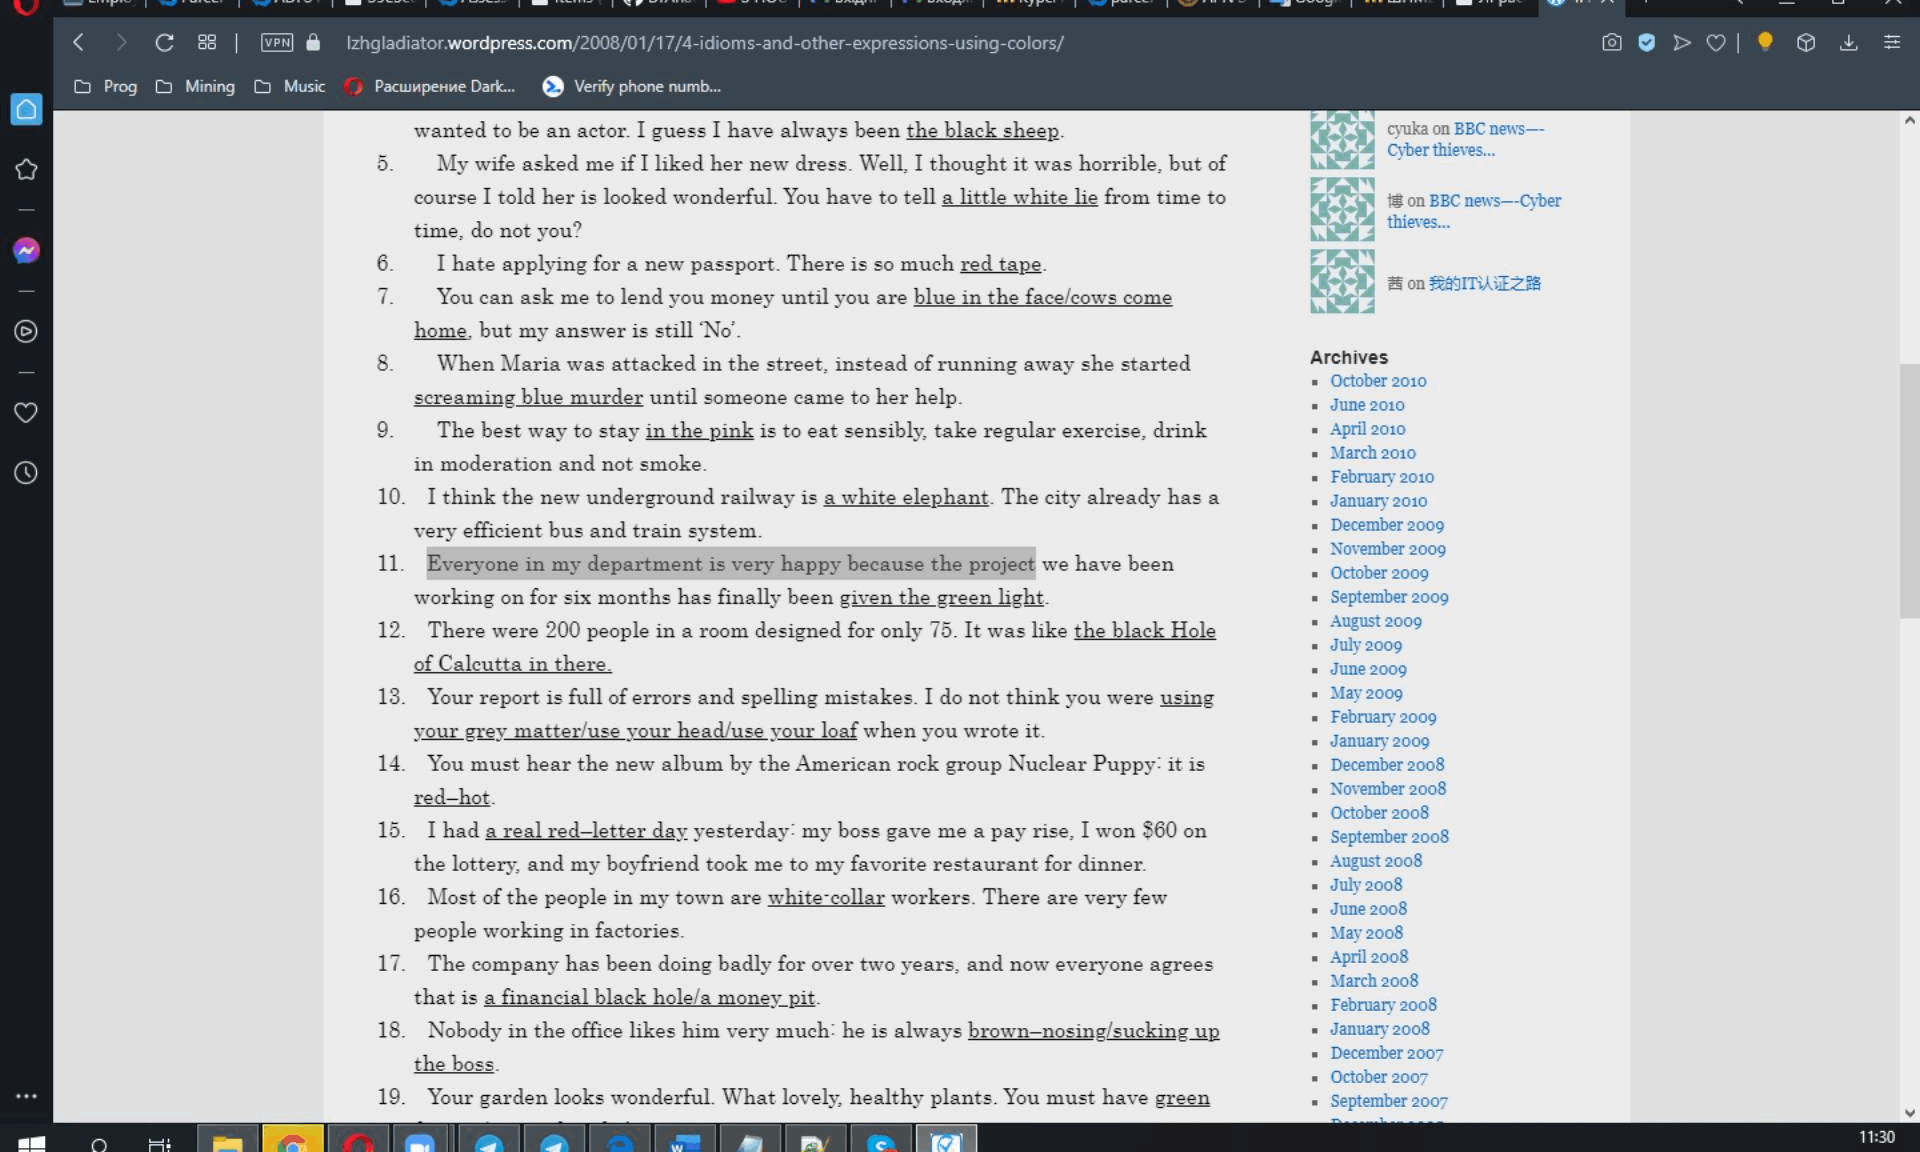 VPN
lzhgladiator.wordpress.com/2008/01/17/4-idioms-and-other-expressions-using-colors/
Prog
Mining
Music
Расширение Dark...
Verify phone numb...
wanted to be an actor. I guess I have always been the black sheep.
5. My wife asked me if I liked her new dress. Well, I thought it was horrible, but of
course I told her is looked wonderful. You have to tell a little white lie from time to
time, do not you?
6. I hate applying for a new passport. There is so much red tape.
7. You can ask me to lend you money until you are blue in the face/cows come
home, but my answer is still ‘No’.
8. When Maria was attacked in the street, instead of running away she started
screaming blue murder until someone came to her help.
9. The best way to stay in the pink is to eat sensibly, take regular exercise, drink
in moderation and not smoke.
10. I think the new underground railway is a white elephant. The city already has a
very efficient bus and train system.
11. Everyone in my department is very happy because the project we have been
working on for six months has finally been given the green light.
12. There were 200 people in a room designed for only 75. It was like the black Hole
of Calcutta in there.
13. Your report is full of errors and spelling mistakes. I do not think you were using
your grey matter/use your head/use your loaf when you wrote it.
14. You must hear the new album by the American rock group Nuclear Puppy: it is
red–hot.
15. I had a real red–letter day yesterday: my boss gave me a pay rise, I won $60 on
the lottery, and my boyfriend took me to my favorite restaurant for dinner.
16. Most of the people in my town are white-collar workers. There are very few
people working in factories.
17. The company has been doing badly for over two years, and now everyone agrees
that is a financial black hole/a money pit.
18. Nobody in the office likes him very much: he is always brown–nosing/sucking up
the boss.
19. Your garden looks wonderful. What lovely, healthy plants. You must have green
cyuka on BBC news—-
Cyber thieves...
博 on BBC news—-Cyber
thieves...
茜 on 我的IT认证之路
Archives
October 2010
June 2010
April 2010
March 2010
February 2010
January 2010
December 2009
November 2009
October 2009
September 2009
August 2009
July 2009
June 2009
May 2009
February 2009
January 2009
December 2008
November 2008
October 2008
September 2008
August 2008
July 2008
June 2008
May 2008
April 2008
March 2008
February 2008
January 2008
December 2007
October 2007
September 2007
11:30